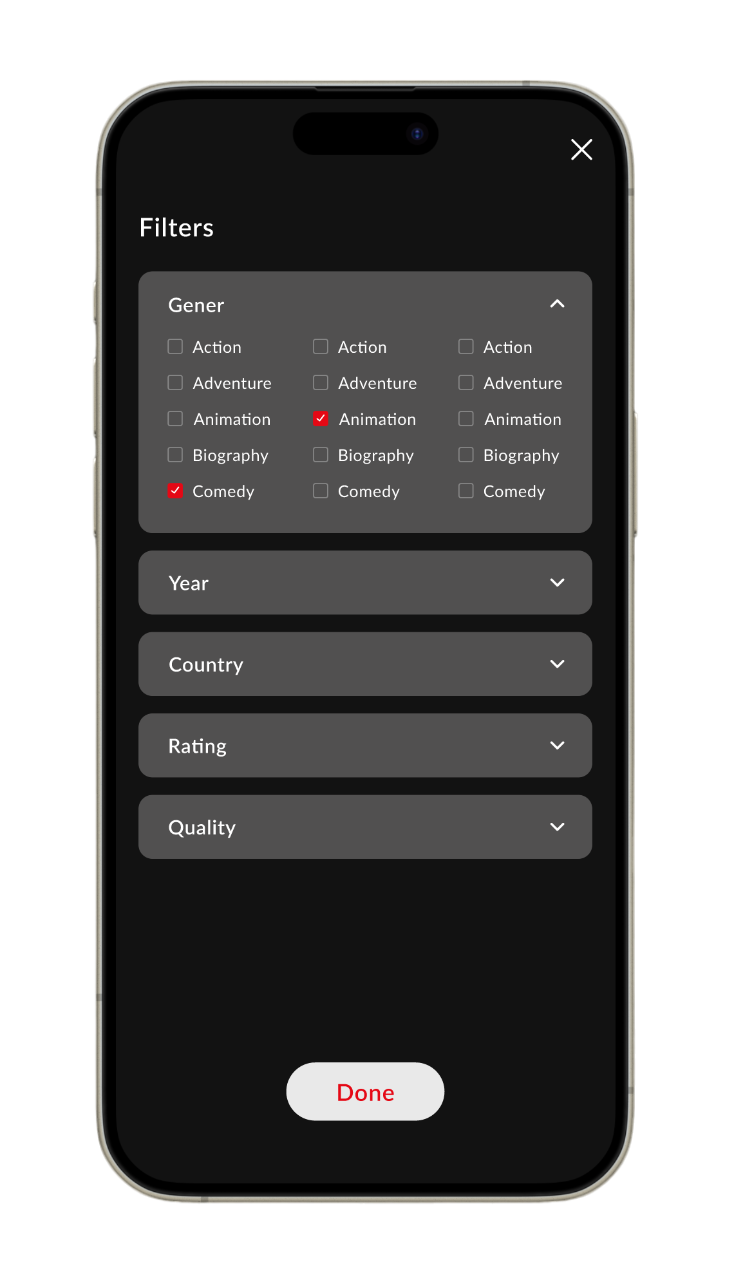 Filters
Gener
Action Action Action
Adventure Adventure Adventure
Animation Animation Animation
Biography Biography Biography
Comedy Comedy Comedy
Year
Country
Rating
Quality
Done